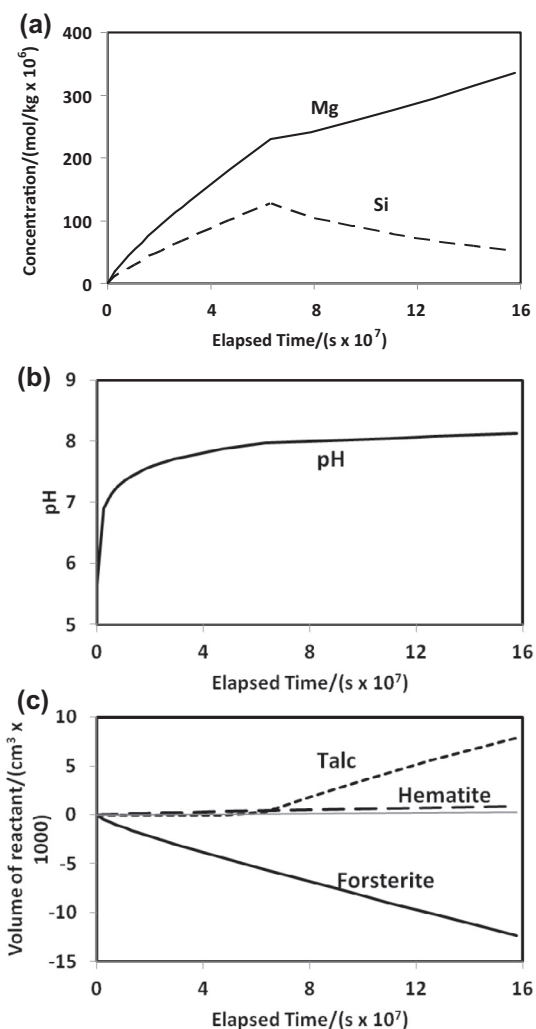 (a)
400
300
200
100
0
Concentration/(mol/kg x 10⁶)
Mg
Si
0 4 8 12 16
Elapsed Time/(s x 10⁷)
(b)
9
8
7
6
5
pH
pH
0 4 8 12 16
Elapsed Time/(s x 10⁷)
(c)
10
5
0
-5
-10
-15
Volume of reactant/(cm³ x
1000)
Talc
Hematite
Forsterite
0 4 8 12 16
Elapsed Time/(s x 10⁷)